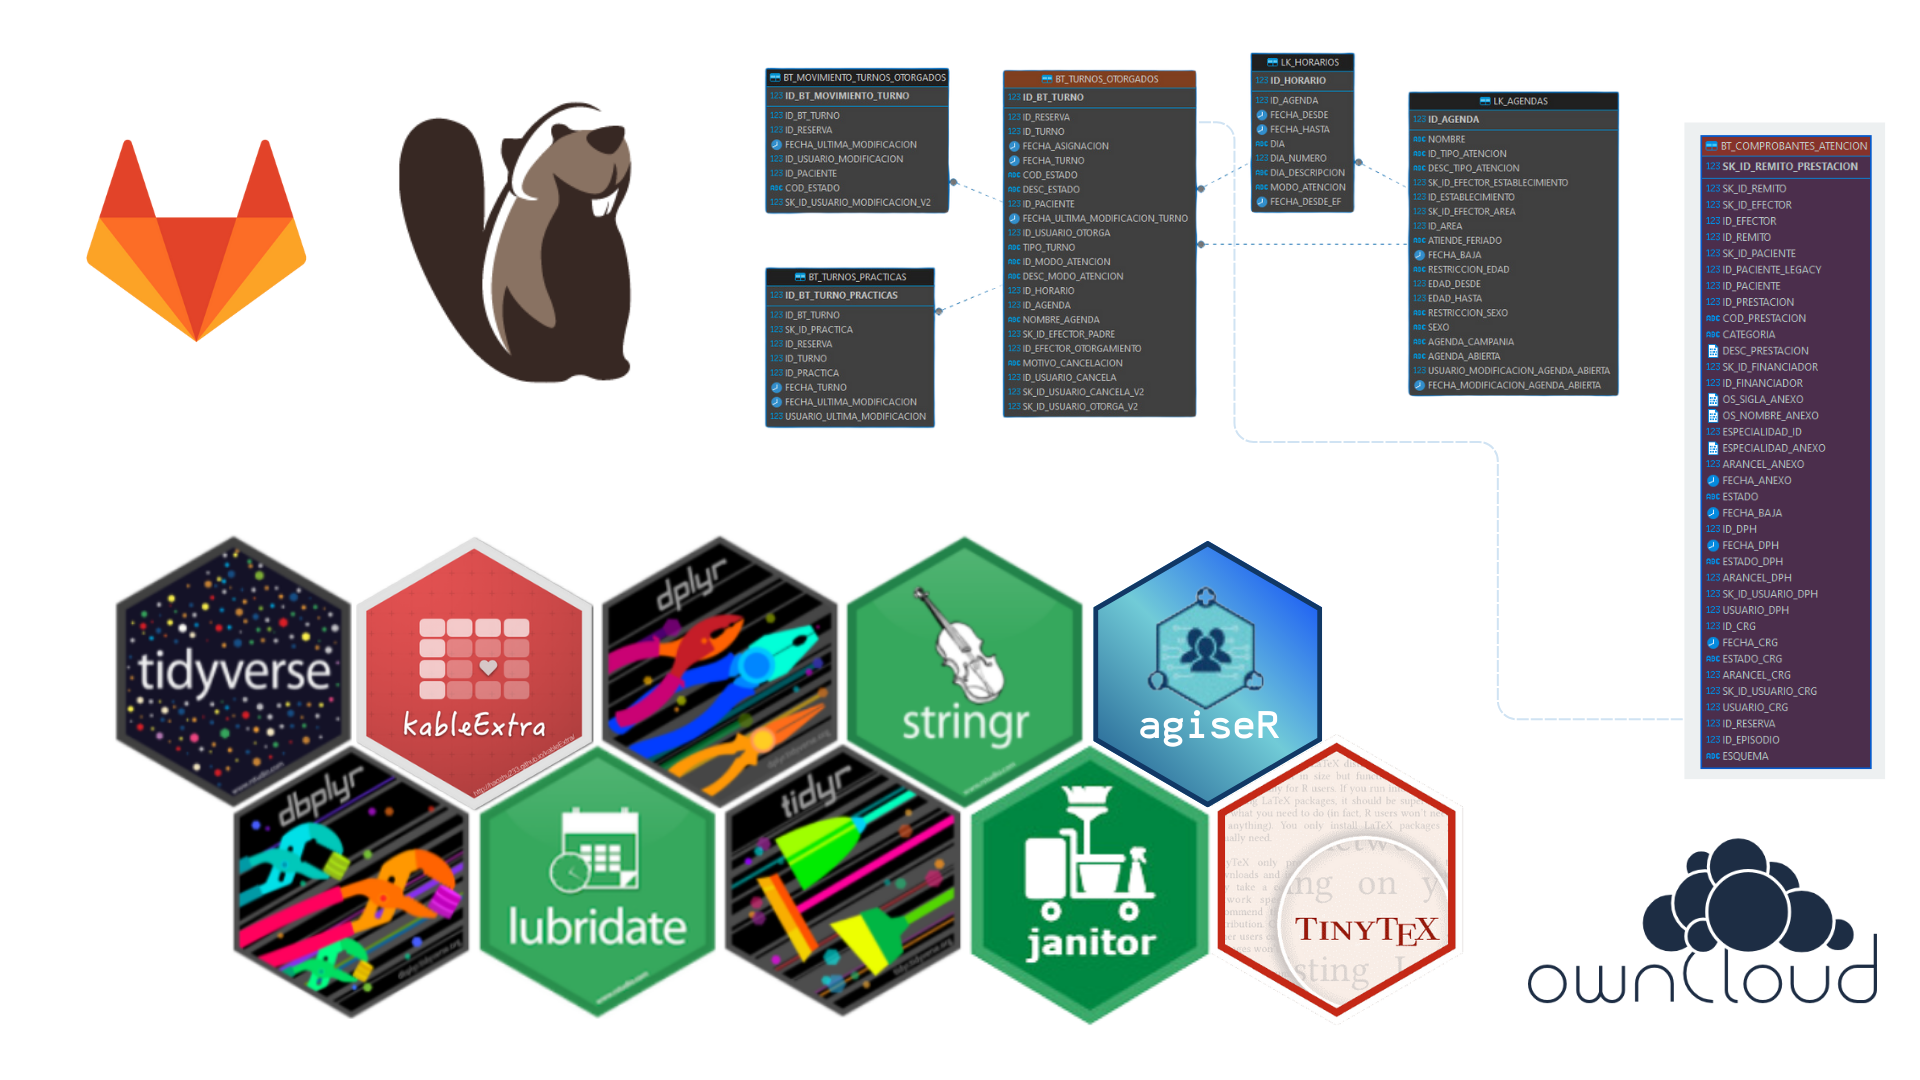 BT_MOVIMIENTO_TURNOS_OTORGADOS
123 ID_BT_MOVIMIENTO_TURNO
123 ID_BT_TURNO
123 ID_RESERVA
FECHA_ULTIMA_MODIFICACION
123 ID_USUARIO_MODIFICACION
123 ID_PACIENTE
ABC COD_ESTADO
123 SK_ID_USUARIO_MODIFICACION_V2
BT_TURNOS_PRACTICAS
123 ID_BT_TURNO_PRACTICAS
123 ID_BT_TURNO
123 SK_ID_PRACTICA
123 ID_RESERVA
123 ID_TURNO
123 ID_PRACTICA
FECHA_TURNO
FECHA_ULTIMA_MODIFICACION
123 USUARIO_ULTIMA_MODIFICACION
BT_TURNOS_OTORGADOS
123 ID_BT_TURNO
123 ID_RESERVA
123 ID_TURNO
FECHA_ASIGNACION
FECHA_TURNO
ABC COD_ESTADO
ABC DESC_ESTADO
123 ID_PACIENTE
FECHA_ULTIMA_MODIFICACION_TURNO
123 ID_USUARIO_OTORGA
ABC TIPO_TURNO
ABC ID_MODO_ATENCION
ABC DESC_MODO_ATENCION
123 ID_HORARIO
123 ID_AGENDA
ABC NOMBRE_AGENDA
123 SK_ID_EFECTOR_PADRE
123 ID_EFECTOR_OTORGAMIENTO
ABC MOTIVO_CANCELACION
123 ID_USUARIO_CANCELA
123 SK_ID_USUARIO_CANCELA_V2
123 SK_ID_USUARIO_OTORGA_V2
LK_HORARIOS
123 ID_HORARIO
123 ID_AGENDA
FECHA_DESDE
FECHA_HASTA
ABC DIA
123 DIA_NUMERO
ABC DIA_DESCRIPCION
ABC MODO_ATENCION
FECHA_DESDE_EF
LK_AGENDAS
123 ID_AGENDA
ABC NOMBRE
ABC ID_TIPO_ATENCION
ABC DESC_TIPO_ATENCION
123 SK_ID_EFECTOR_ESTABLECIMIENTO
123 ID_ESTABLECIMIENTO
123 SK_ID_EFECTOR_AREA
123 ID_AREA
ABC ATIENDE_FERIADO
FECHA_BAJA
ABC RESTRICCION_EDAD
123 EDAD_DESDE
123 EDAD_HASTA
ABC RESTRICCION_SEXO
ABC SEXO
ABC AGENDA_CAMPANIA
ABC AGENDA_ABIERTA
123 USUARIO_MODIFICACION_AGENDA_ABIERTA
FECHA_MODIFICACION_AGENDA_ABIERTA
BT_COMPROBANTES_ATENCION
123 SK_ID_REMITO_PRESTACION
123 SK_ID_REMITO
123 SK_ID_EFECTOR
123 ID_EFECTOR
123 ID_REMITO
123 SK_ID_PACIENTE
123 ID_PACIENTE_LEGACY
123 ID_PACIENTE
123 ID_PRESTACION
ABC COD_PRESTACION
ABC CATEGORIA
DESC_PRESTACION
123 SK_ID_FINANCIADOR
123 ID_FINANCIADOR
OS_SIGLA_ANEXO
OS_NOMBRE_ANEXO
123 ESPECIALIDAD_ID
ESPECIALIDAD_ANEXO
123 ARANCEL_ANEXO
FECHA_ANEXO
ABC ESTADO
FECHA_BAJA
123 ID_DPH
FECHA_DPH
ABC ESTADO_DPH
123 ARANCEL_DPH
123 SK_ID_USUARIO_DPH
123 USUARIO_DPH
123 ID_CRG
FECHA_CRG
ABC ESTADO_CRG
123 ARANCEL_CRG
123 SK_ID_USUARIO_CRG
123 USUARIO_CRG
123 ID_RESERVA
123 ID_EPISODIO
ABC ESQUEMA
tidyverse
kableExtra
dplyr
stringr
agiseR
dbplyr
lubridate
tidyr
janitor
TINYTEX
ownCloud